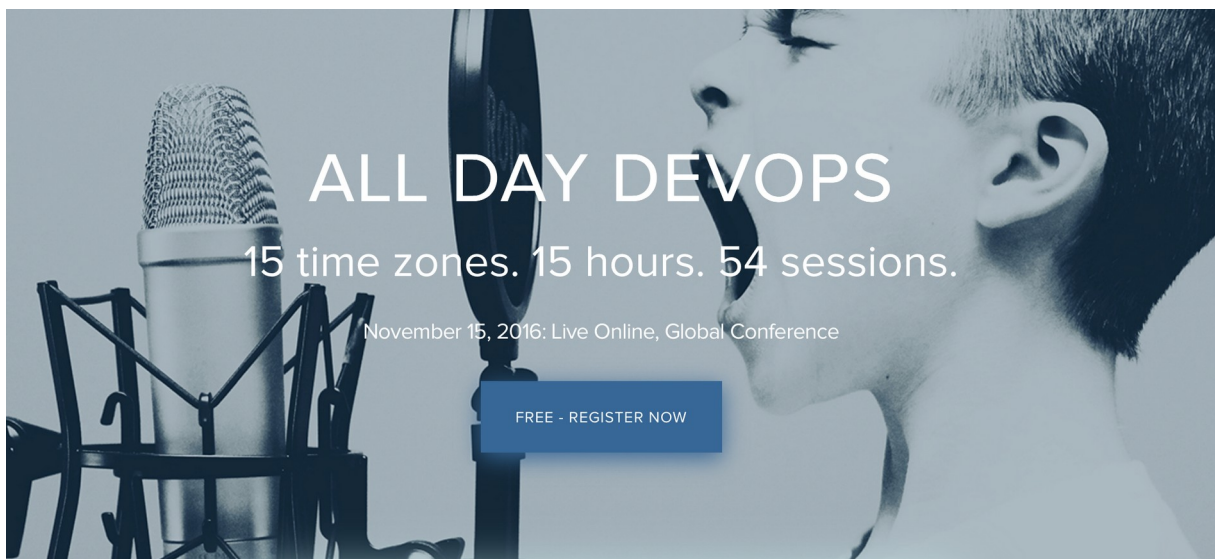 ALL DAY DEVOPS
15 time zones. 15 hours. 54 sessions.
November 15, 2016: Live Online, Global Conference
FREE - REGISTER NOW